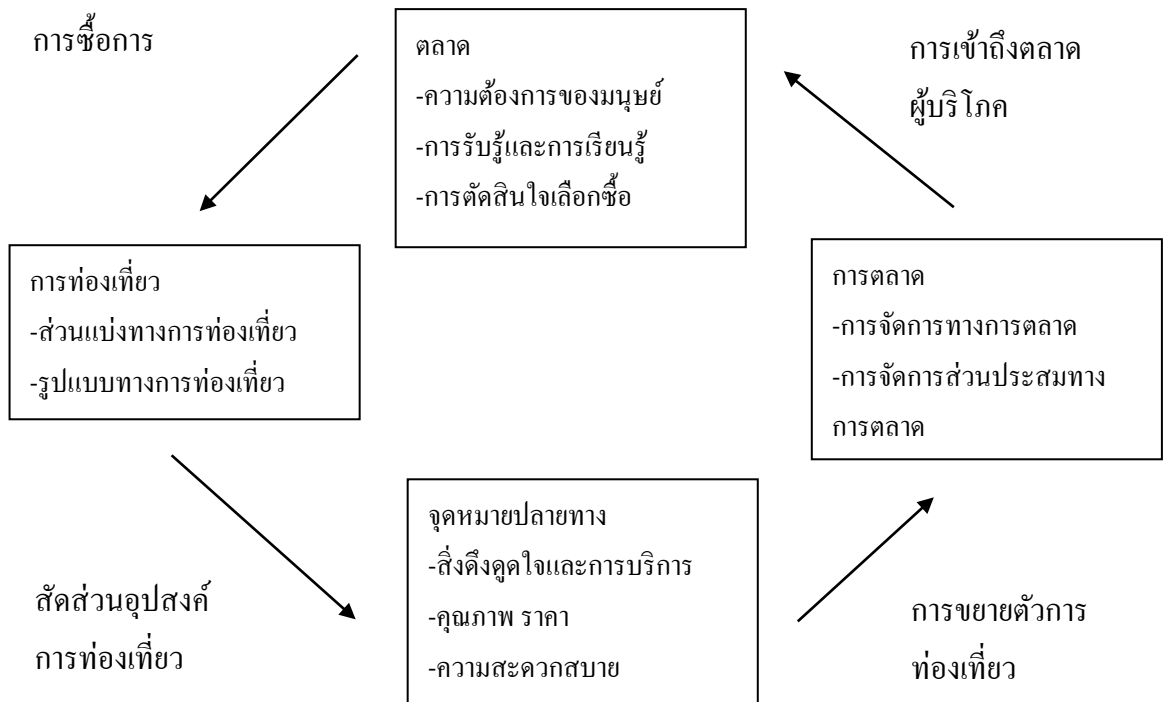 การซื้อการ
ตลาด
-ความต้องการของมนุษย์
-การรับรู้และการเรียนรู้
-การตัดสินใจเลือกซื้อ
การเข้าถึงตลาด
ผู้บริโภค
การท่องเที่ยว
-ส่วนแบ่งทางการท่องเที่ยว
-รูปแบบทางการท่องเที่ยว
การตลาด
-การจัดการทางการตลาด
-การจัดการส่วนประสมทาง
การตลาด
สัดส่วนอุปสงค์
การท่องเที่ยว
จุดหมายปลายทาง
-สิ่งดึงดูดใจและการบริการ
-คุณภาพ ราคา
-ความสะดวกสบาย
การขยายตัวการ
ท่องเที่ยว